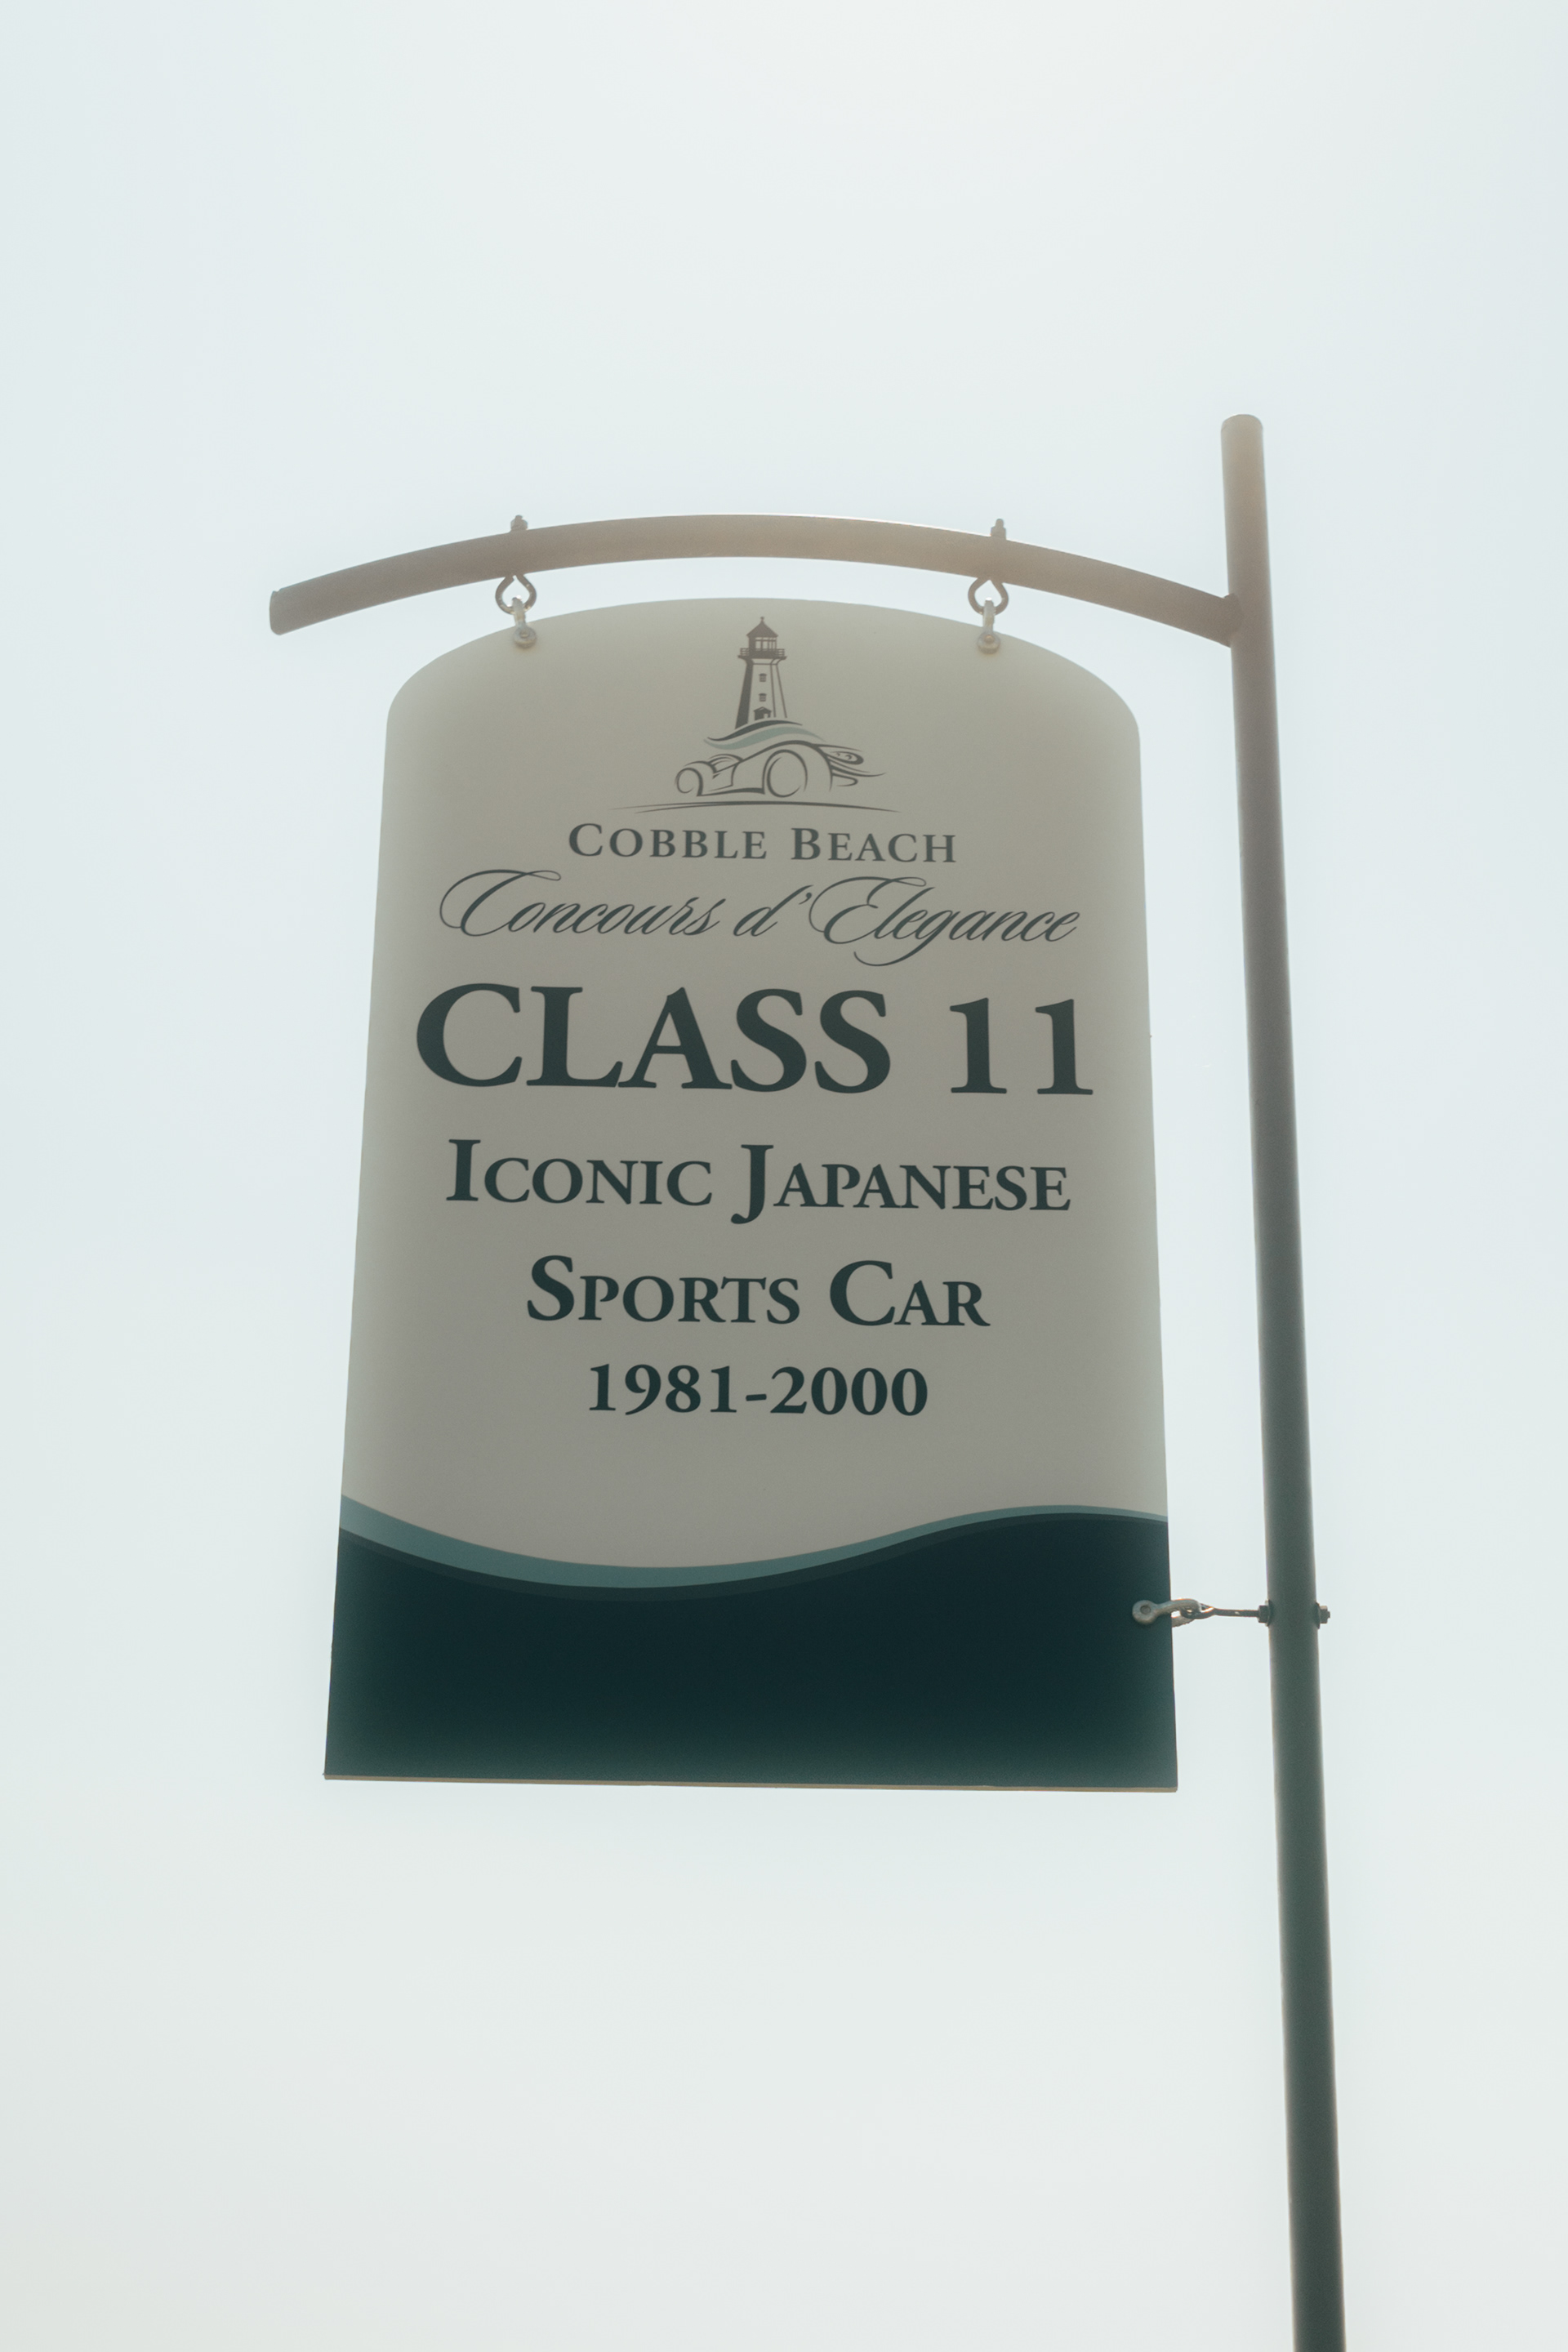 COBBLE BEACH
Concours d'Elegance
CLASS 11
ICONIC JAPANESE
SPORTS CAR
1981-2000